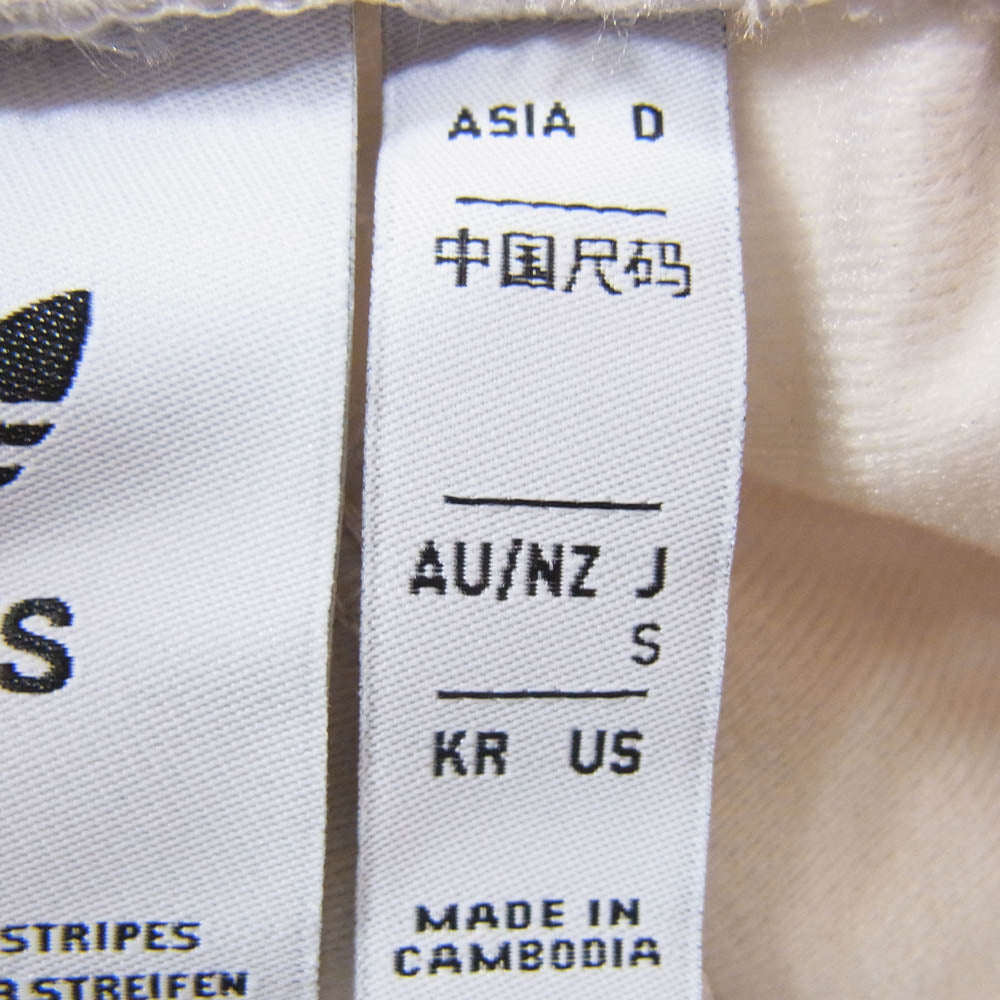 S
STRIPES
STREIFEN
ASIA D
中国尺码
AU/NZ J
S
KR US
MADE IN
CAMBODIA